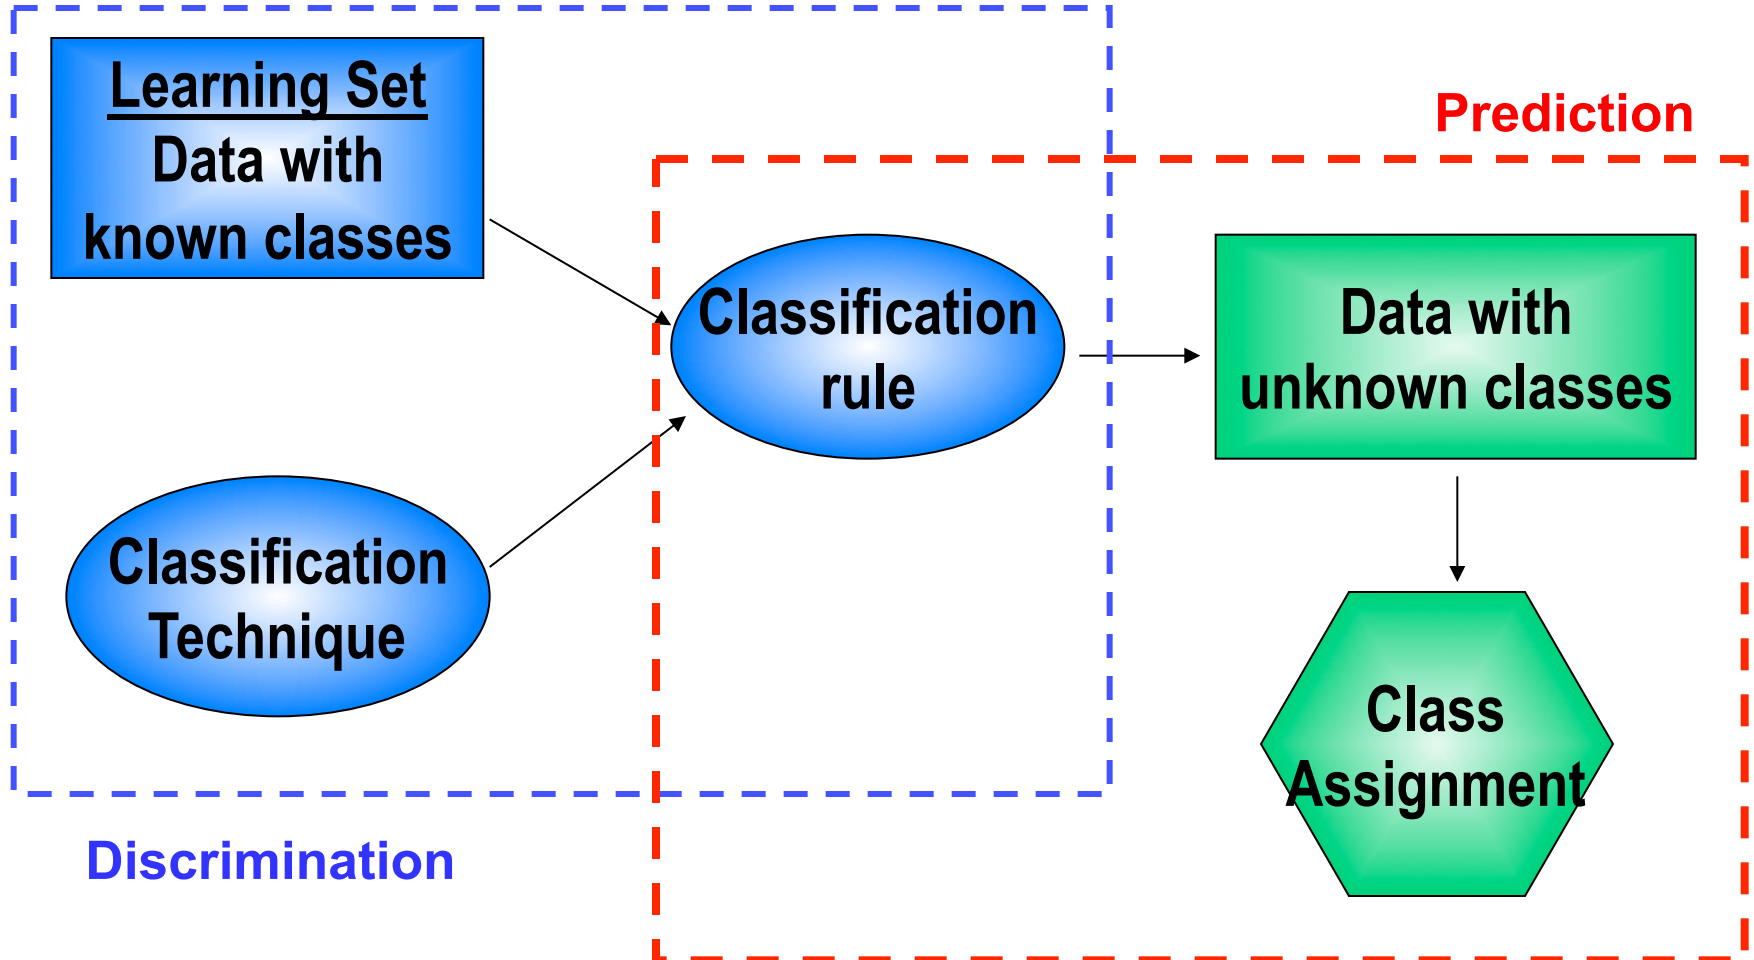 Learning Set
Data with
known classes
Prediction
Classification
rule
Data with
unknown classes
Classification
Technique
Class
Assignment
Discrimination